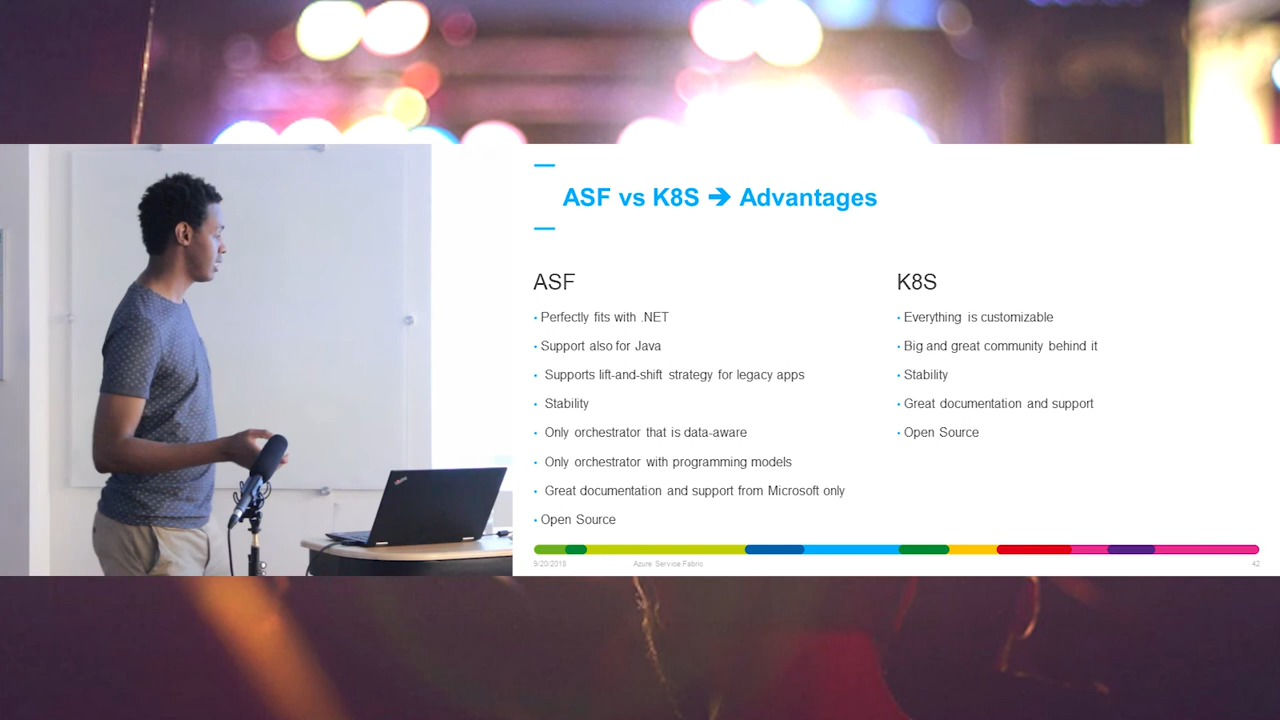 ASF vs K8S ➔ Advantages
ASF
• Perfectly fits with .NET
• Support also for Java
• Supports lift-and-shift strategy for legacy apps
• Stability
• Only orchestrator that is data-aware
• Only orchestrator with programming models
• Great documentation and support from Microsoft only
• Open Source
K8S
• Everything is customizable
• Big and great community behind it
• Stability
• Great documentation and support
• Open Source
9/20/2018
Azure Service Fabric
42